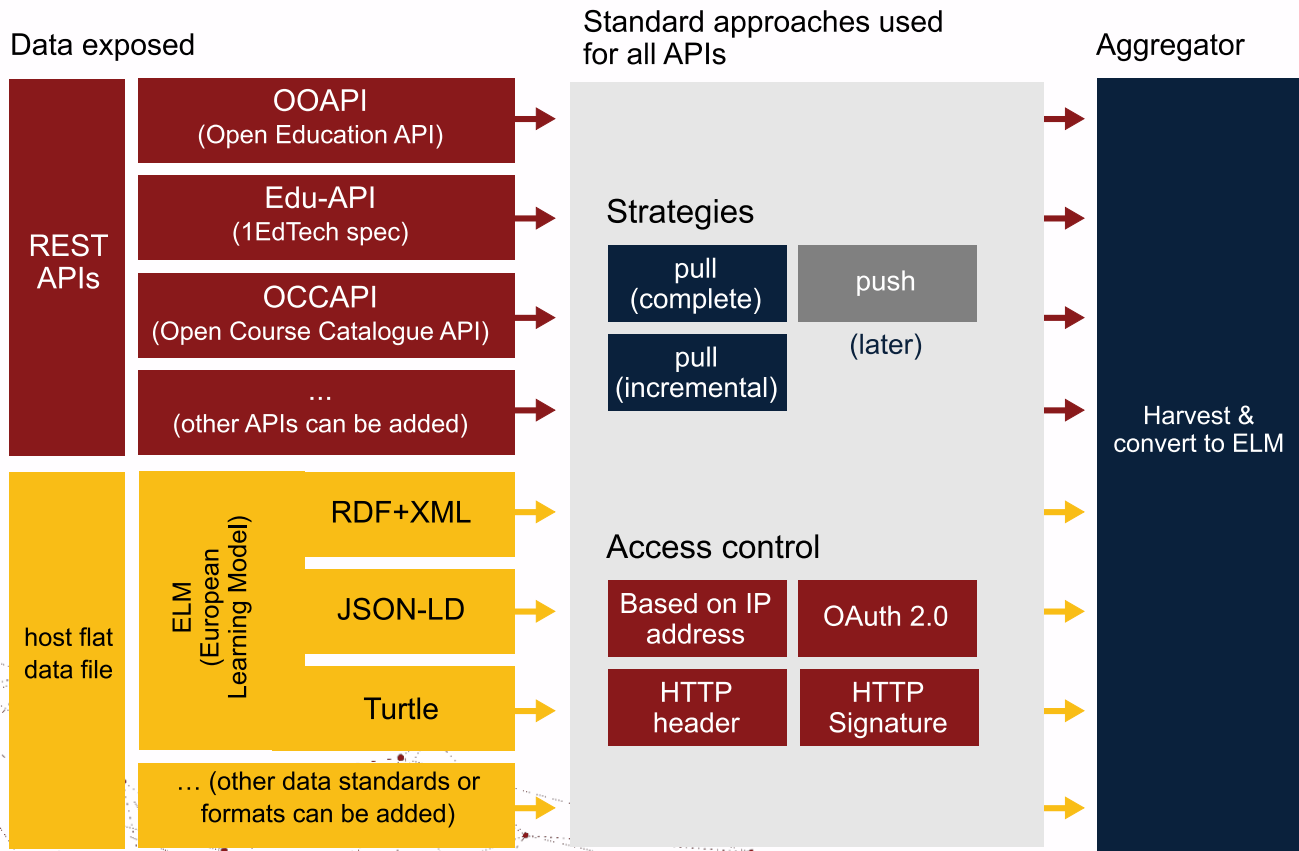 Data exposed
Standard approaches used
for all APIs
Aggregator
REST
APIs
OOAPI
(Open Education API)
Edu-API
(1EdTech spec)
OCCAPI
(Open Course Catalogue API)
...
(other APIs can be added)
host flat
data file
ELM
(European
Learning Model)
RDF+XML
JSON-LD
Turtle
… (other data standards or
formats can be added)
Strategies
pull
(complete)
push
(later)
pull
(incremental)
Access control
Based on IP
address
OAuth 2.0
HTTP
header
HTTP
Signature
Harvest &
convert to ELM